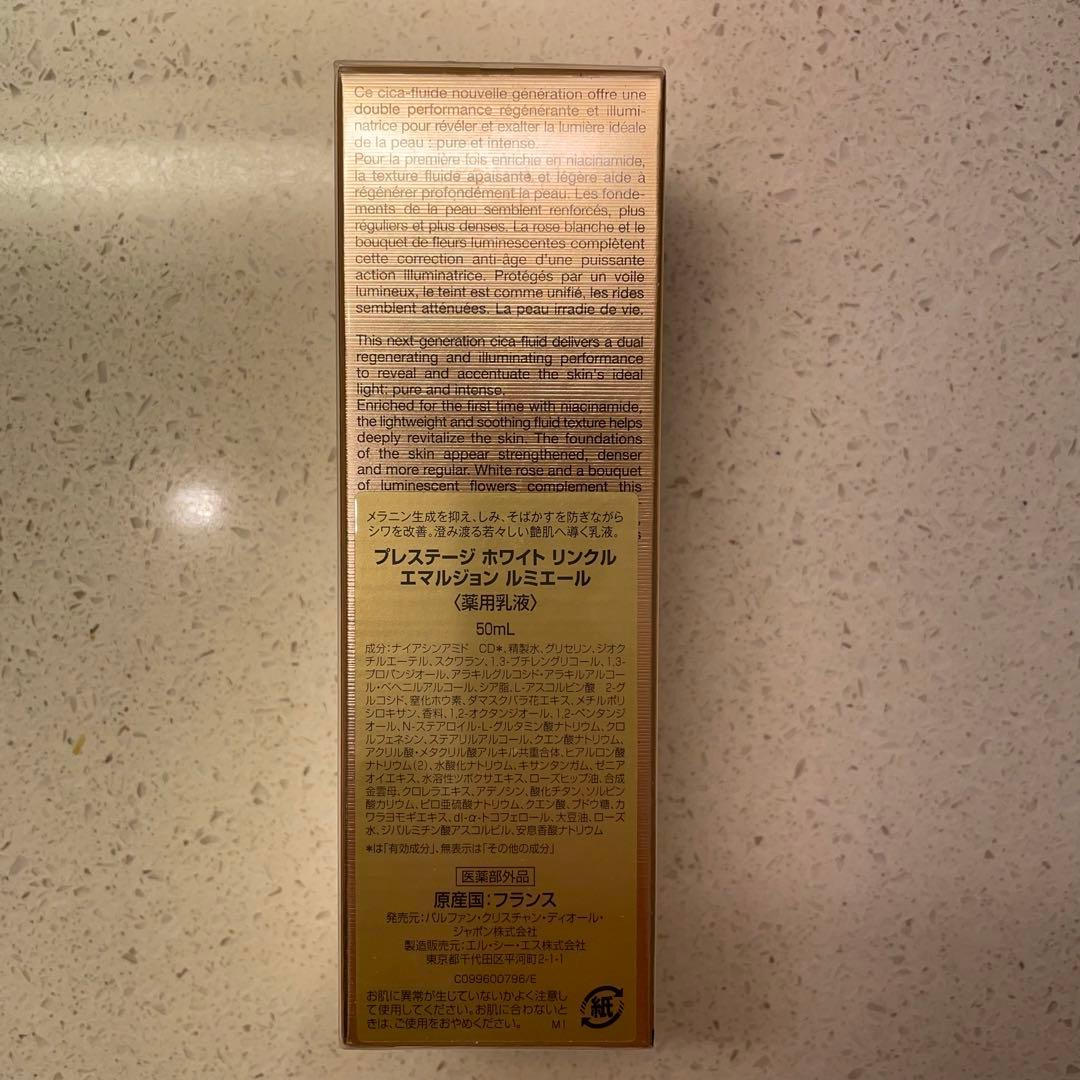 Ce cica-fluide nouvelle génération offre une
double performance régénérante et illumi-
natrice pour révéler et exalter la lumière idéale
de la peau : pure et intense.
Pour la première fois enrichie en niacinamide,
la texture fluide apaisante et légère aide à
régénérer profondément la peau. Les fonde-
ments de la peau semblent renforcés, plus
réguliers et plus denses. La rose blanche et le
bouquet de fleurs luminescentes complètent
cette correction anti-âge d'une puissante
action illuminatrice. Protégés par un voile
lumineux, le teint est comme unifié, les rides
semblent atténuées. La peau irradie de vie.
This next-generation cica fluid delivers a dual
regenerating and illuminating performance
to reveal and accentuate the skin's ideal
light: pure and intense.
Enriched for the first time with niacinamide,
the lightweight and soothing fluid texture helps
deeply revitalize the skin. The foundations
of the skin appear strengthened, denser
and more regular. White rose and a bouquet
of luminescent flowers complement this
メラニン生成を抑え、しみ、そばかすを防ぎながら
シワを改善。澄み渡る若々しい艶肌へ導く乳液。
プレステージ ホワイト リンクル
エマルジョン ルミエール
〈薬用乳液〉
50mL
成分：ナイアシンアミド CD*、精製水、グリセリン、ジオク
チルエーテル、スクワラン、1,3-ブチレングリコール、1,3-
プロパンジオール、アラキルグルコシド・アラキルアルコー
ル・ベヘニルアルコール、シア脂、L-アスコルビン酸 2-グ
ルコシド、窒化ホウ素、ダマスクバラ花エキス、メチルポリ
シロキサン、香料、1,2-オクタンジオール、1,2-ペンタンジ
オール、N-ステアロイル-L-グルタミン酸ナトリウム、クロ
ルフェネシン、ステアリルアルコール、クエン酸ナトリウム、
アクリル酸・メタクリル酸アルキル共重合体、ヒアルロン酸
ナトリウム(2)、水酸化ナトリウム、キサンタンガム、ゼニア
オイエキス、水溶性ツボクサエキス、ローズヒップ油、合成
金雲母、クロレラエキス、アデノシン、酸化チタン、ソルビン
酸カリウム、ピロ亜硫酸ナトリウム、クエン酸、ブドウ糖、カ
ワラヨモギエキス、dl-α-トコフェロール、大豆油、ローズ
水、ジパルミチン酸アスコルビル、安息香酸ナトリウム
*は「有効成分」、無表示は「その他の成分」
医薬部外品
原産国：フランス
発売元：パルファン・クリスチャン・ディオール・
ジャポン株式会社
製造販売元：エル・シー・エス株式会社
東京都千代田区平河町2-1-1
C099600796/E
お肌に異常が生じていないかよく注意し
て使用してください。お肌に合わないと
きは、ご使用をおやめください。 M1
紙